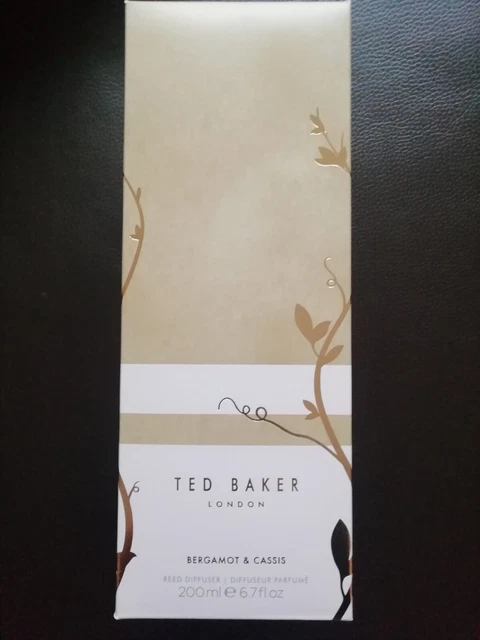 TED BAKER
LONDON
BERGAMOT & CASSIS
REED DIFFUSER | DIFFUSEUR PARFUMÉ
200ml ℮ 6.7fl.oz